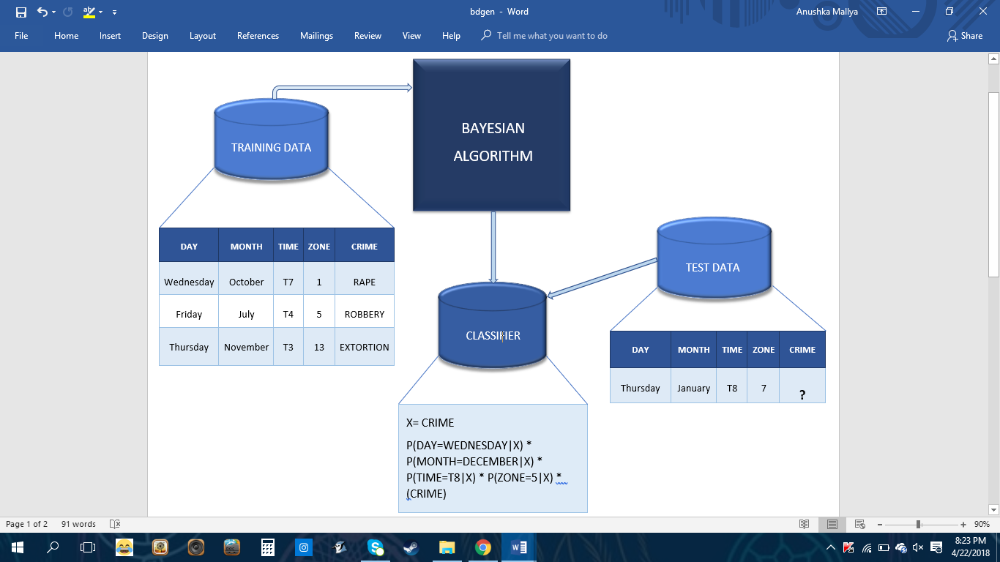 bdgen - Word
Anushka Mallya
File Home Insert Design Layout References Mailings Review View Help Tell me what you want to do Share
TRAINING DATA
BAYESIAN
ALGORITHM
DAY MONTH TIME ZONE CRIME
Wednesday October T7 1 RAPE
Friday July T4 5 ROBBERY
Thursday November T3 13 EXTORTION
TEST DATA
CLASSIFIER
DAY MONTH TIME ZONE CRIME
Thursday January T8 7 ?
X= CRIME
P(DAY=WEDNESDAY|X) *
P(MONTH=DECEMBER|X) *
P(TIME=T8|X) * P(ZONE=5|X) *
(CRIME)
Page 1 of 2 91 words
90%
8:23 PM
4/22/2018